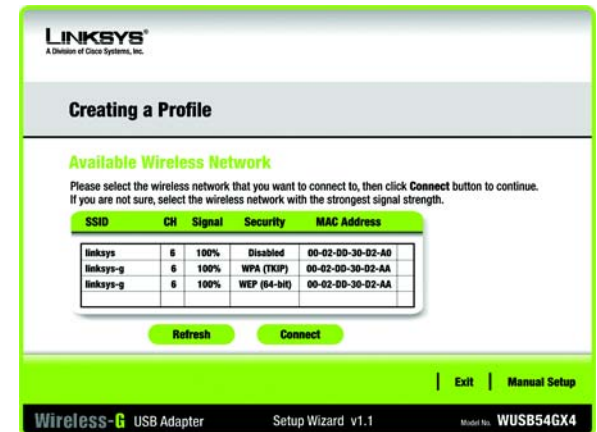 LINKSYS®
A Division of Cisco Systems, Inc.
Creating a Profile
Available Wireless Network
Please select the wireless network that you want to connect to, then click Connect button to continue.
If you are not sure, select the wireless network with the strongest signal strength.
SSID CH Signal Security MAC Address
linksys 6 100% Disabled 00-02-DD-30-D2-A0
linksys-g 6 100% WPA (TKIP) 00-02-DD-30-D2-AA
linksys-g 6 100% WEP (64-bit) 00-02-DD-30-D2-AA
Refresh Connect
Exit Manual Setup
Wireless-G USB Adapter Setup Wizard v1.1 Model No. WUSB54GX4